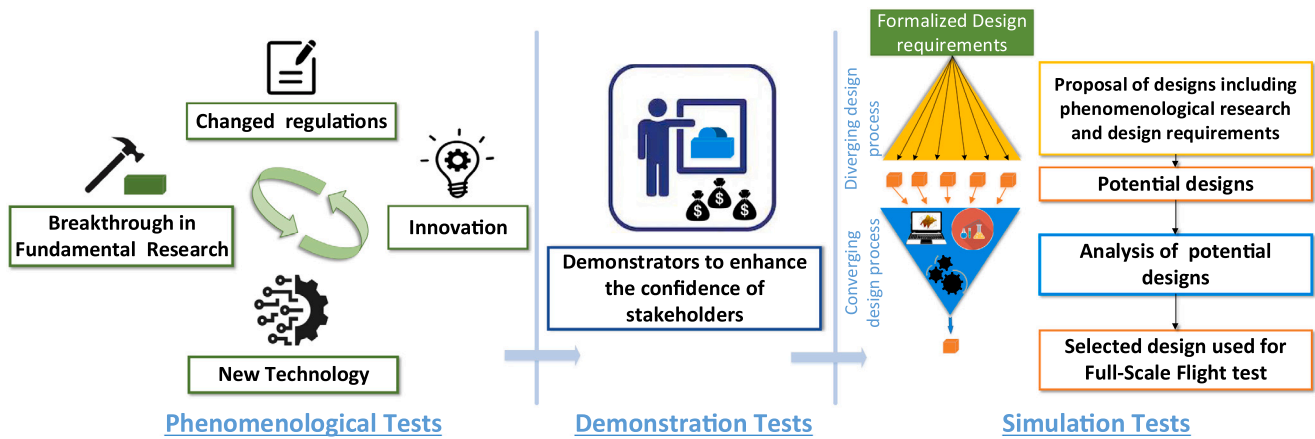 Changed regulations
Breakthrough in
Fundamental Research
Innovation
New Technology
Phenomenological Tests
$
$
$
Demonstrators to enhance
the confidence of
stakeholders
Demonstration Tests
Formalized Design
requirements
Diverging design
process
Converging
design process
Proposal of designs including
phenomenological research
and design requirements
Potential designs
Analysis of potential
designs
Selected design used for
Full-Scale Flight test
Simulation Tests